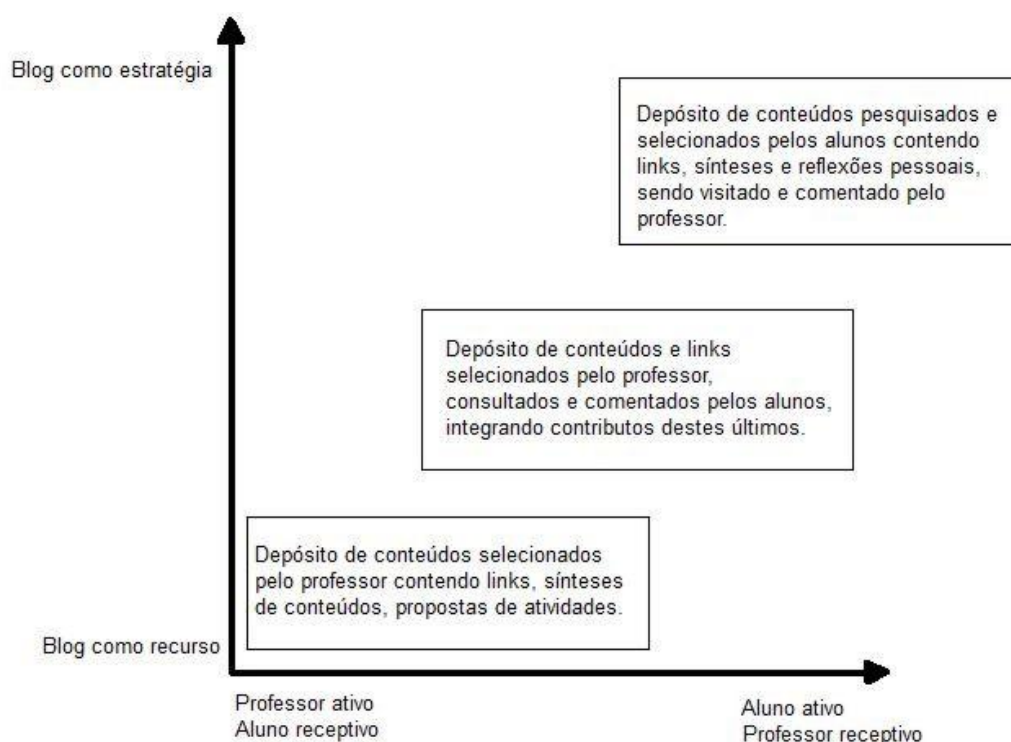 Blog como estratégia
Depósito de conteúdos pesquisados e
selecionados pelos alunos contendo
links, sínteses e reflexões pessoais,
sendo visitado e comentado pelo
professor.
Depósito de conteúdos e links
selecionados pelo professor,
consultados e comentados pelos alunos,
integrando contributos destes últimos.
Depósito de conteúdos selecionados
pelo professor contendo links, sínteses
de conteúdos, propostas de atividades.
Blog como recurso
Professor ativo
Aluno receptivo
Aluno ativo
Professor receptivo